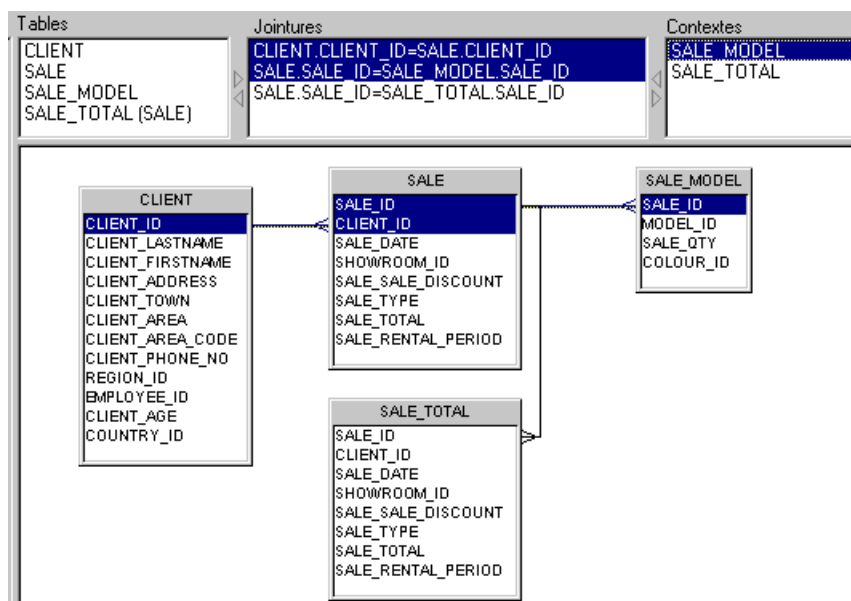 Tables
CLIENT
SALE
SALE_MODEL
SALE_TOTAL (SALE)
Jointures
CLIENT.CLIENT_ID=SALE.CLIENT_ID
SALE.SALE_ID=SALE_MODEL.SALE_ID
SALE.SALE_ID=SALE_TOTAL.SALE_ID
Contextes
SALE_MODEL
SALE_TOTAL
CLIENT
CLIENT_ID
CLIENT_LASTNAME
CLIENT_FIRSTNAME
CLIENT_ADDRESS
CLIENT_TOWN
CLIENT_AREA
CLIENT_AREA_CODE
CLIENT_PHONE_NO
REGION_ID
EMPLOYEE_ID
CLIENT_AGE
COUNTRY_ID
SALE
SALE_ID
CLIENT_ID
SALE_DATE
SHOWROOM_ID
SALE_SALE_DISCOUNT
SALE_TYPE
SALE_TOTAL
SALE_RENTAL_PERIOD
SALE_MODEL
SALE_ID
MODEL_ID
SALE_QTY
COLOUR_ID
SALE_TOTAL
SALE_ID
CLIENT_ID
SALE_DATE
SHOWROOM_ID
SALE_SALE_DISCOUNT
SALE_TYPE
SALE_TOTAL
SALE_RENTAL_PERIOD